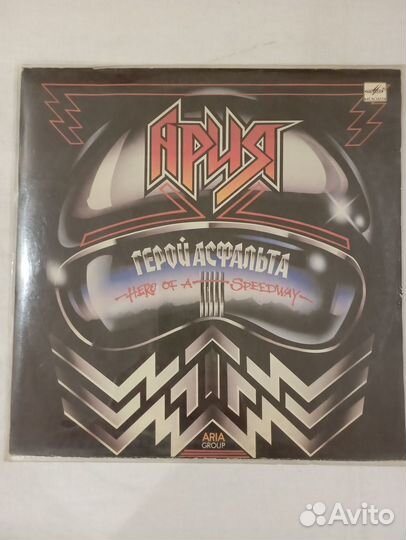 АРИЯ
ГЕРОЙ АСФАЛЬТА
HERO OF A SPEEDWAY
ARIA
GROUP
Avito